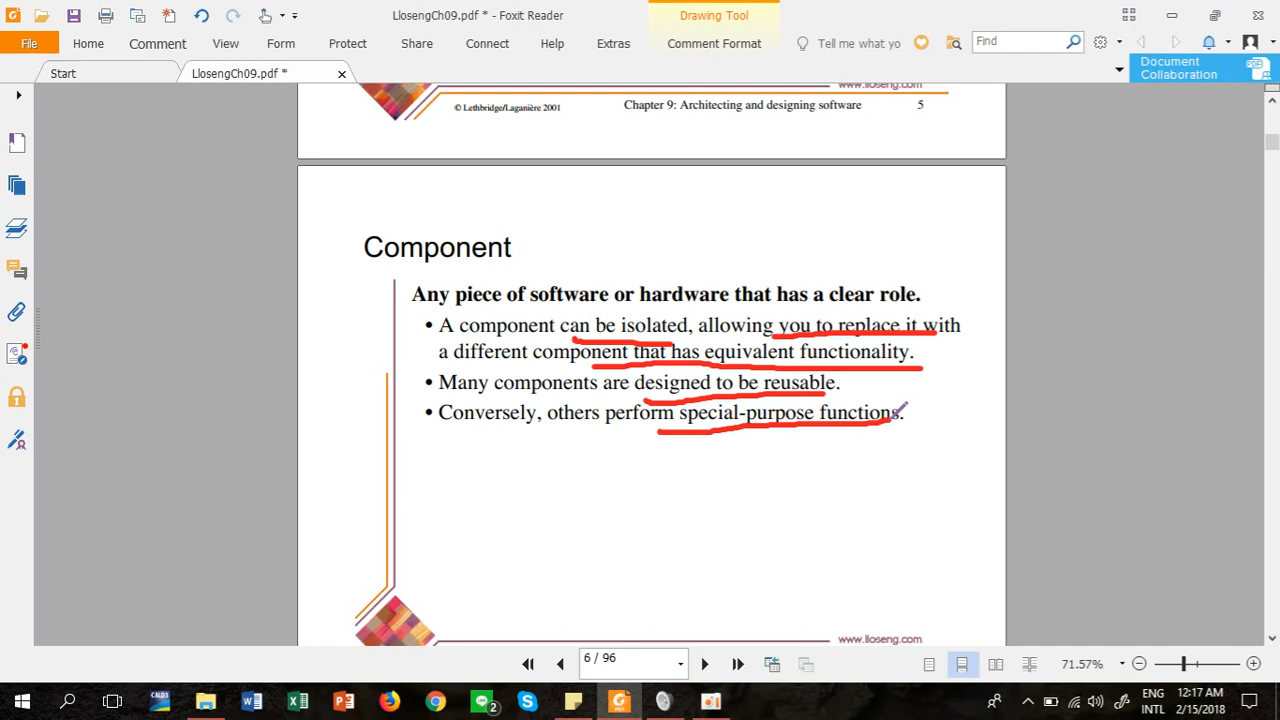 LlosengCh09.pdf * - Foxit Reader
Drawing Tool
File
Home
Comment
View
Form
Protect
Share
Connect
Help
Extras
Comment Format
Tell me what yo
Find
Start
LlosengCh09.pdf *
Document
Collaboration
www.lloseng.com
© Lethbridge/Laganière 2001
Chapter 9: Architecting and designing software
5
Component
Any piece of software or hardware that has a clear role.
• A component can be isolated, allowing you to replace it with
a different component that has equivalent functionality.
• Many components are designed to be reusable.
• Conversely, others perform special-purpose functions.
www.lloseng.com
6 / 96
71.57%
2
ENG
INTL
12:17 AM
2/15/2018